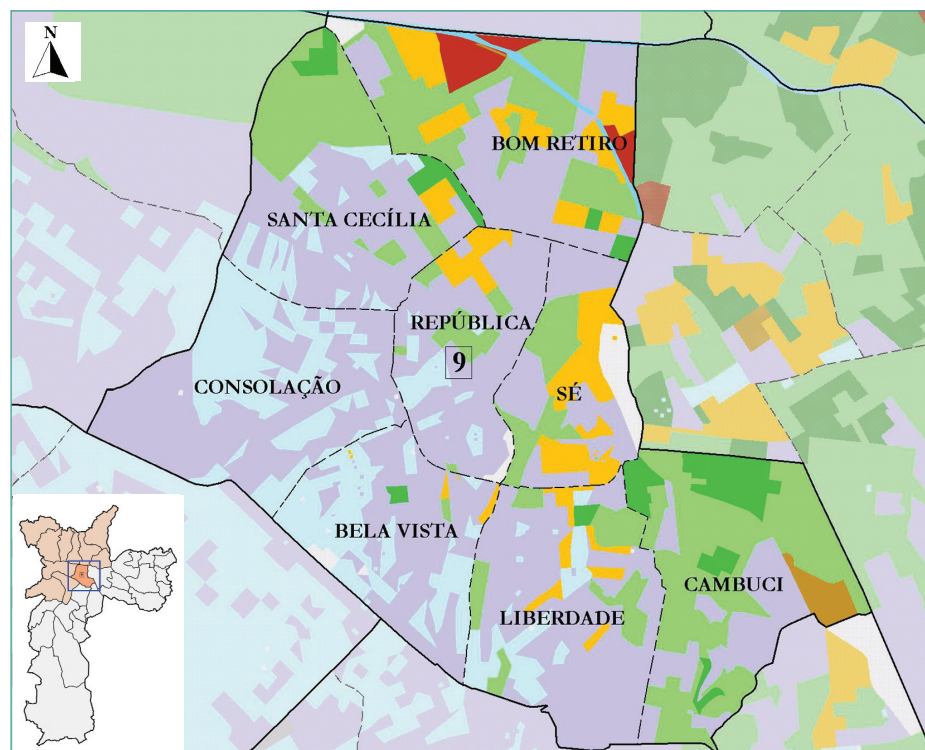 N
BOM RETIRO
SANTA CECÍLIA
REPÚBLICA
9
CONSOLAÇÃO
SÉ
BELA VISTA
CAMBUCI
LIBERDADE